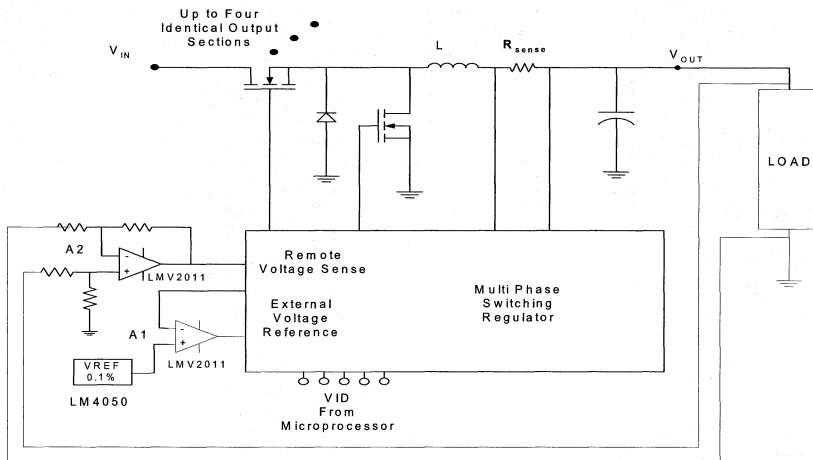 Up to Four
Identical Output
Sections
V IN
L
R sense
V OUT
LOAD
A2
-
+
LMV2011
Remote
Voltage Sense
Multi Phase
Switching
Regulator
External
Voltage
Reference
A1
-
+
LMV2011
VREF
0.1%
LM4050
VID
From
Microprocessor